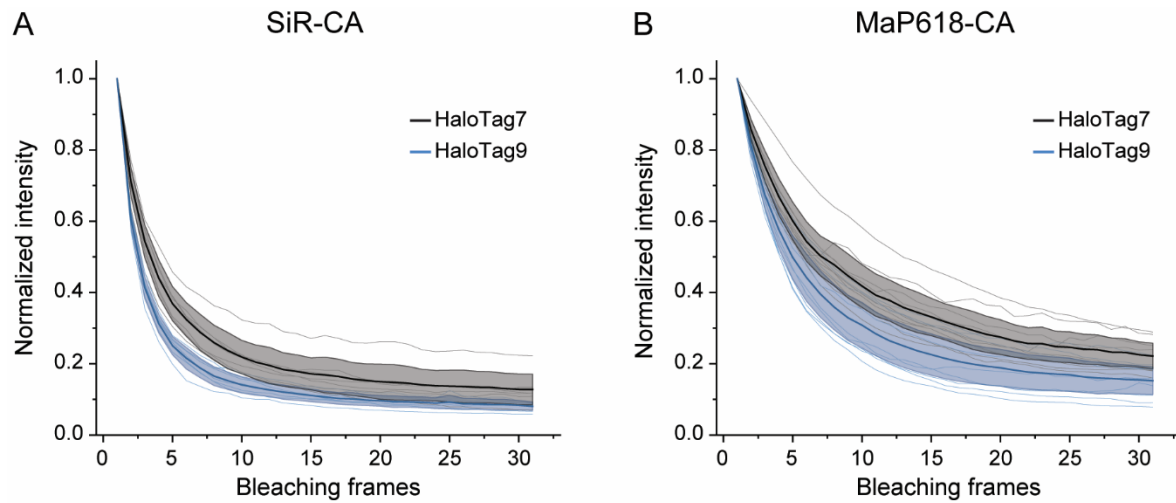 A
SiR-CA
Normalized intensity
1.0
0.8
0.6
0.4
0.2
0.0
HaloTag7
HaloTag9
0
5
10
15
20
25
30
Bleaching frames
B
MaP618-CA
Normalized intensity
1.0
0.8
0.6
0.4
0.2
0.0
HaloTag7
HaloTag9
0
5
10
15
20
25
30
Bleaching frames